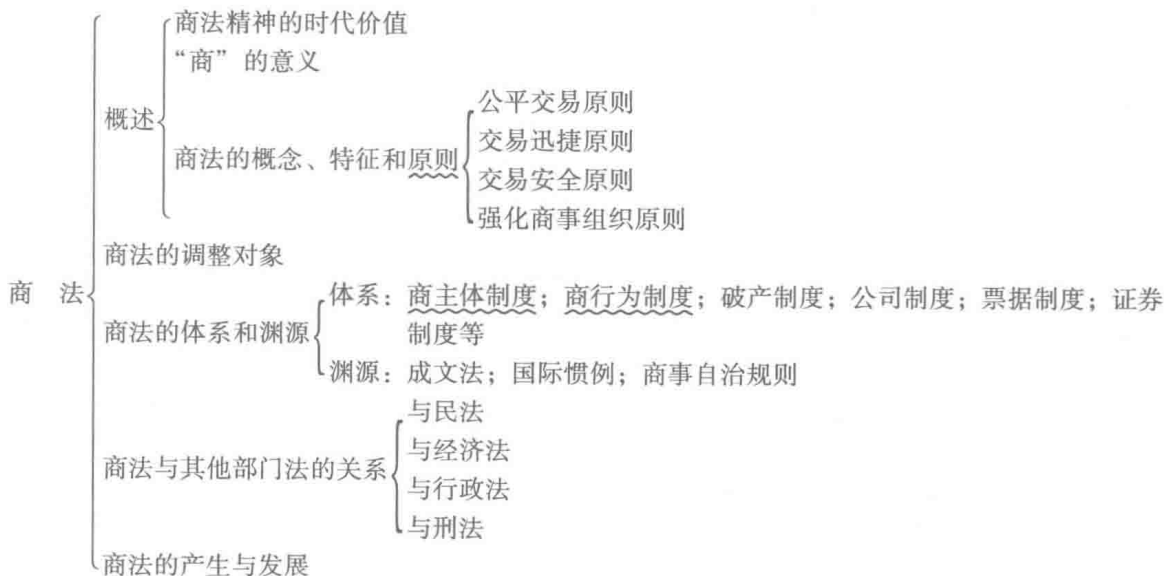 商法精神的时代价值
“商”的意义
概述
公平交易原则
交易迅捷原则
商法的概念、特征和原则
交易安全原则
强化商事组织原则
商法的调整对象
商 法
体系：商主体制度；商行为制度；破产制度；公司制度；票据制度；证券
商法的体系和渊源
制度等
渊源：成文法；国际惯例；商事自治规则
与民法
与经济法
商法与其他部门法的关系
与行政法
与刑法
商法的产生与发展